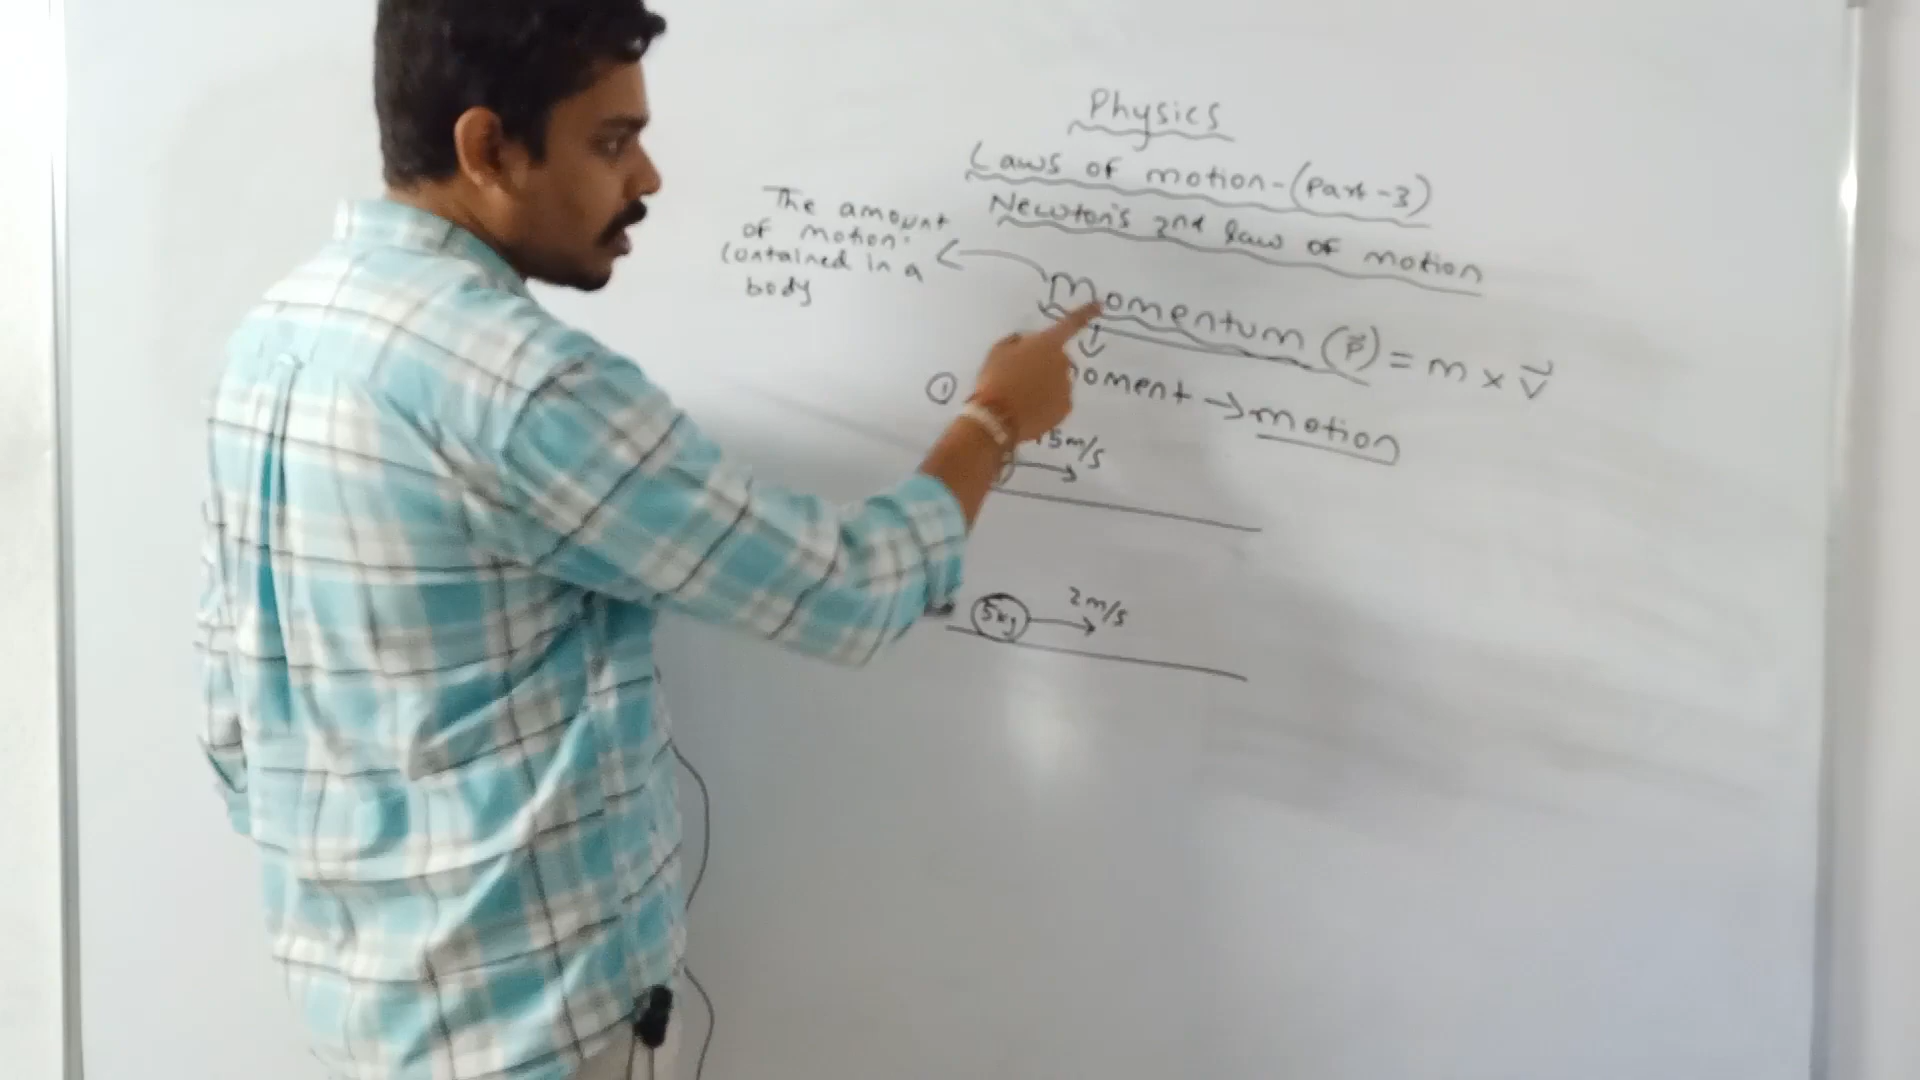 Physics
Laws of motion-(Part-3)
Newton's 2nd law of motion
The amount
of motion
contained in a
body
Momentum (p⃗) = m × v⃗
moment → motion
①
5m/s
5kg 2m/s